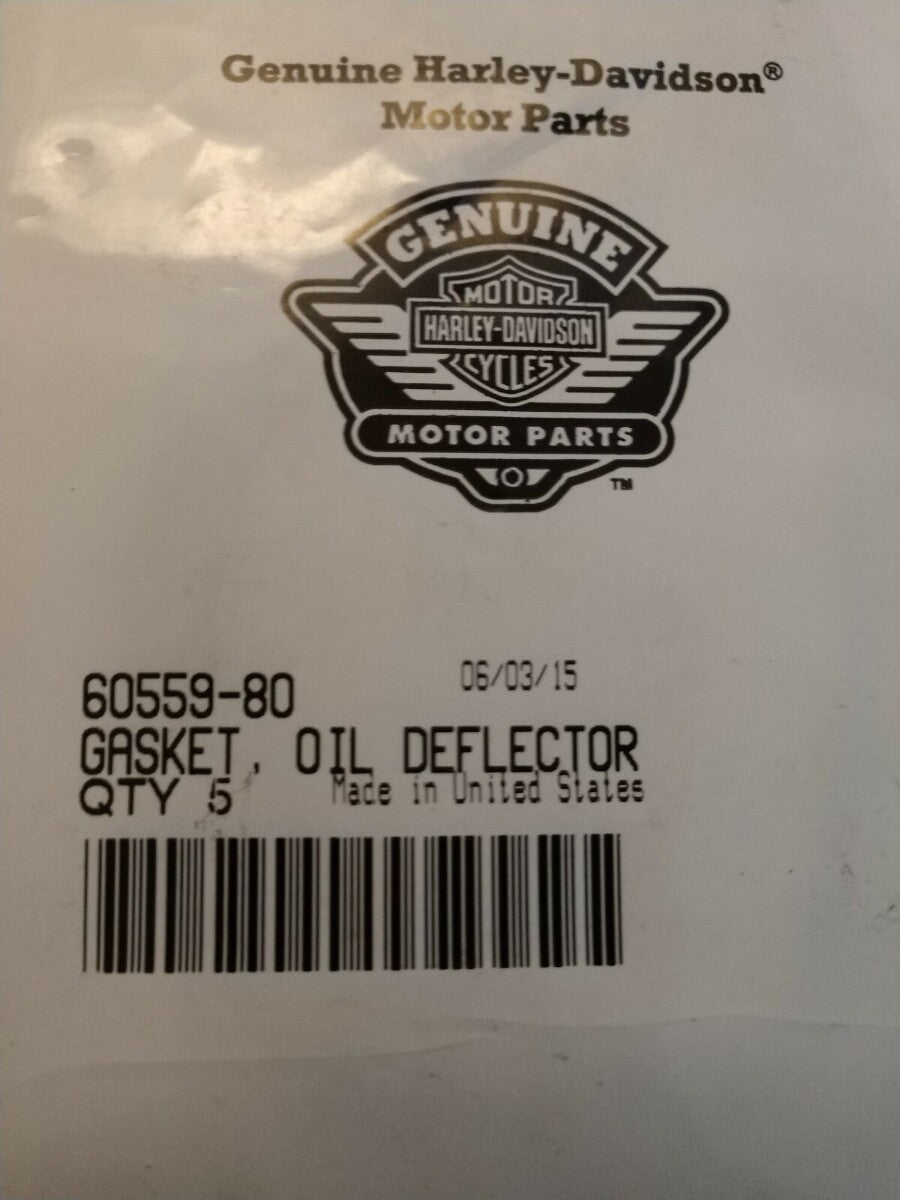 Genuine Harley-Davidson®
Motor Parts
GENUINE
MOTOR
HARLEY-DAVIDSON
CYCLES
MOTOR PARTS
TM
60559-80 06/03/15
GASKET, OIL DEFLECTOR
QTY 5 Made in United States